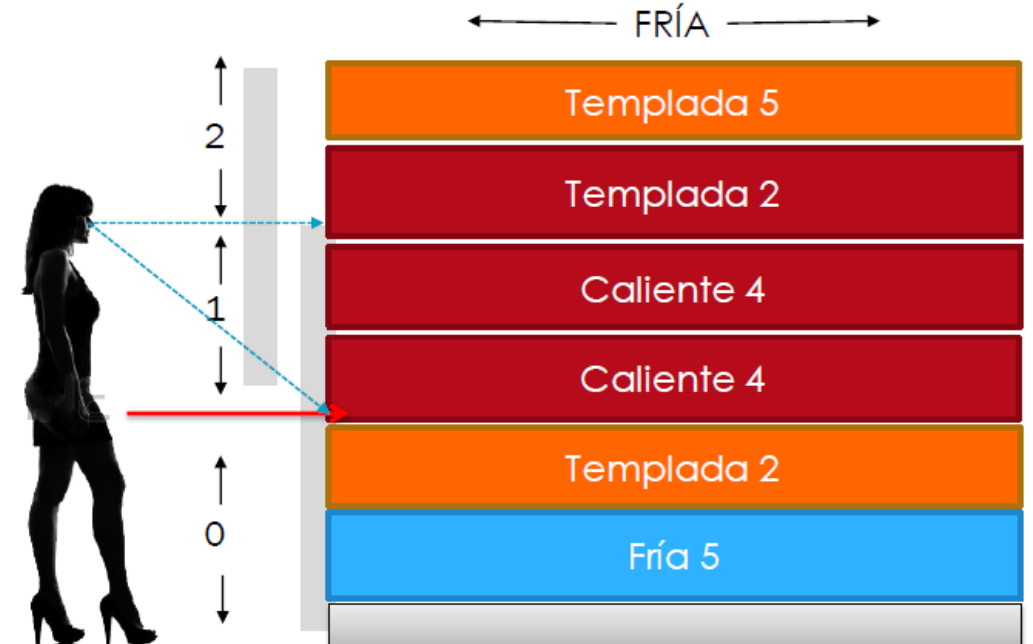 FRÍA
Templada 5
2
Templada 2
Caliente 4
1
Caliente 4
Templada 2
0
Fría 5